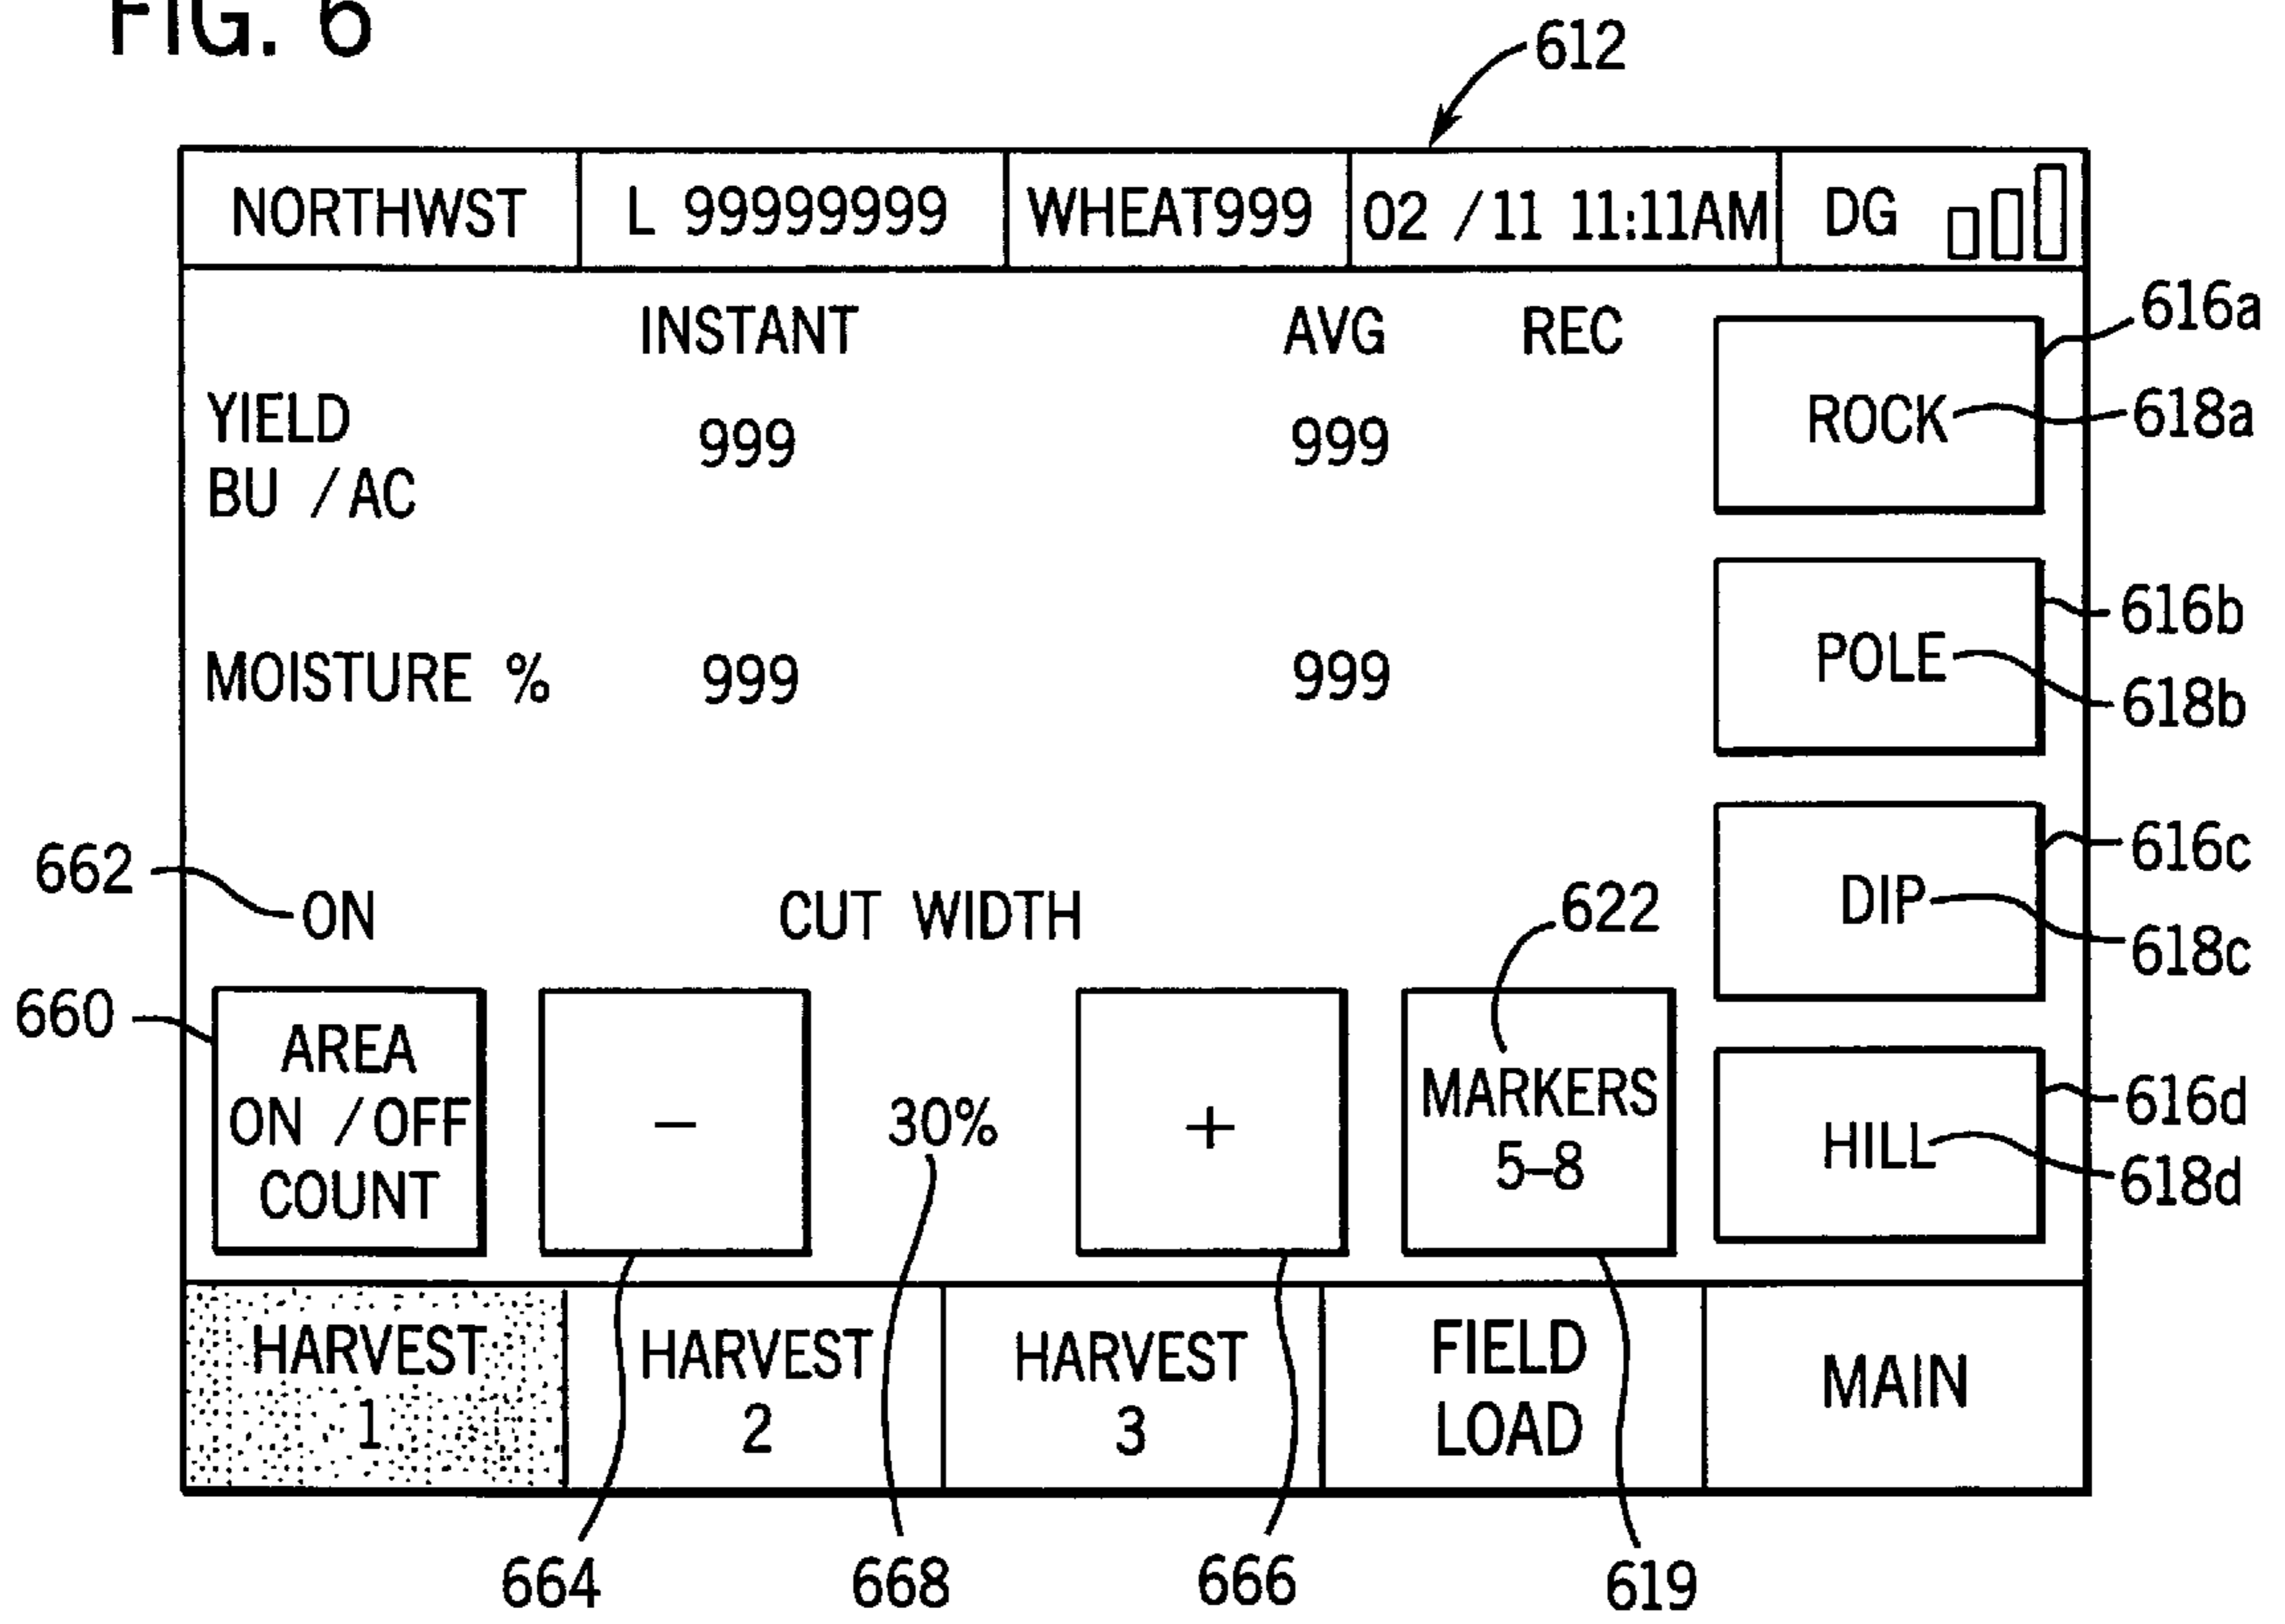 FIG. 6
612
NORTHWST L 99999999 WHEAT999 02 /11 11:11AM DG
INSTANT AVG REC
616a
YIELD
BU /AC
999 999
ROCK 618a
616b
MOISTURE % 999 999
POLE
618b
616c
662 ON
CUT WIDTH
622
DIP
618c
660
AREA
ON /OFF
COUNT
-
30%
+
MARKERS
5-8
616d
HILL
618d
HARVEST
1
HARVEST
2
HARVEST
3
FIELD
LOAD
MAIN
664 668 666 619